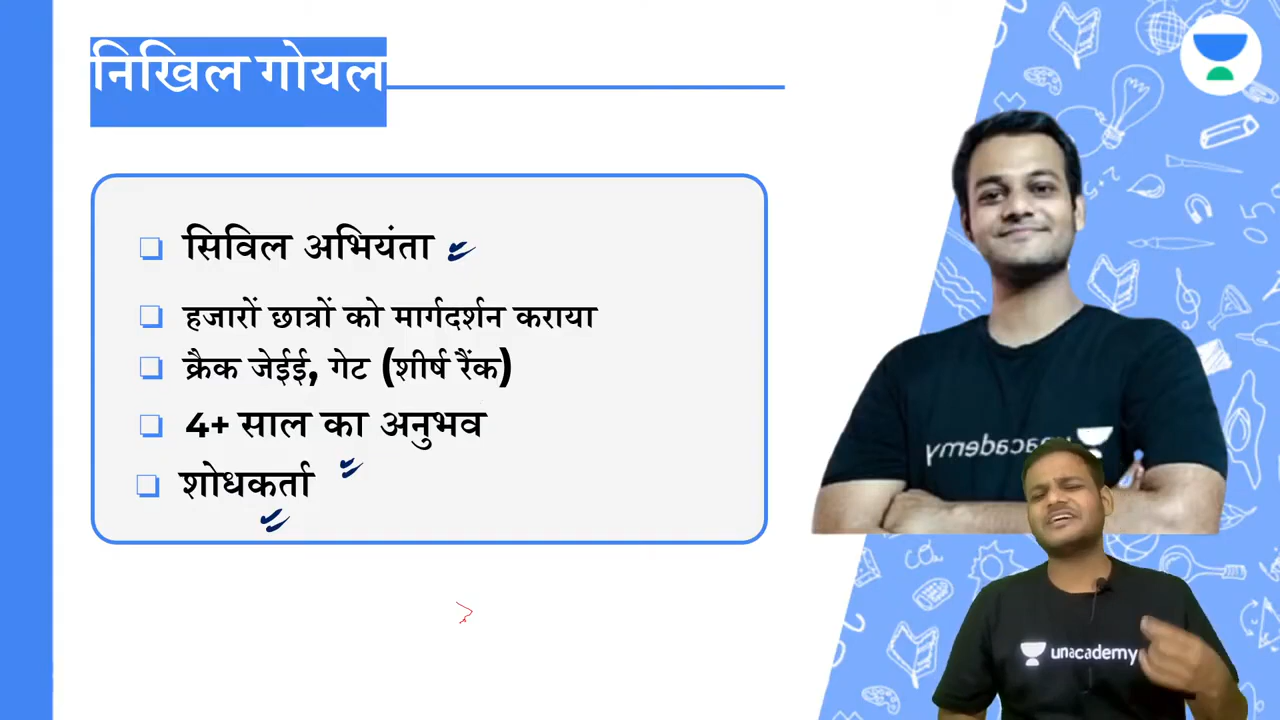 निखिल गोयल
सिविल अभियंता
हजारों छात्रों को मार्गदर्शन कराया
क्रैक जेईई, गेट (शीर्ष रैंक)
4+ साल का अनुभव
शोधकर्ता
unacademy
unacademy